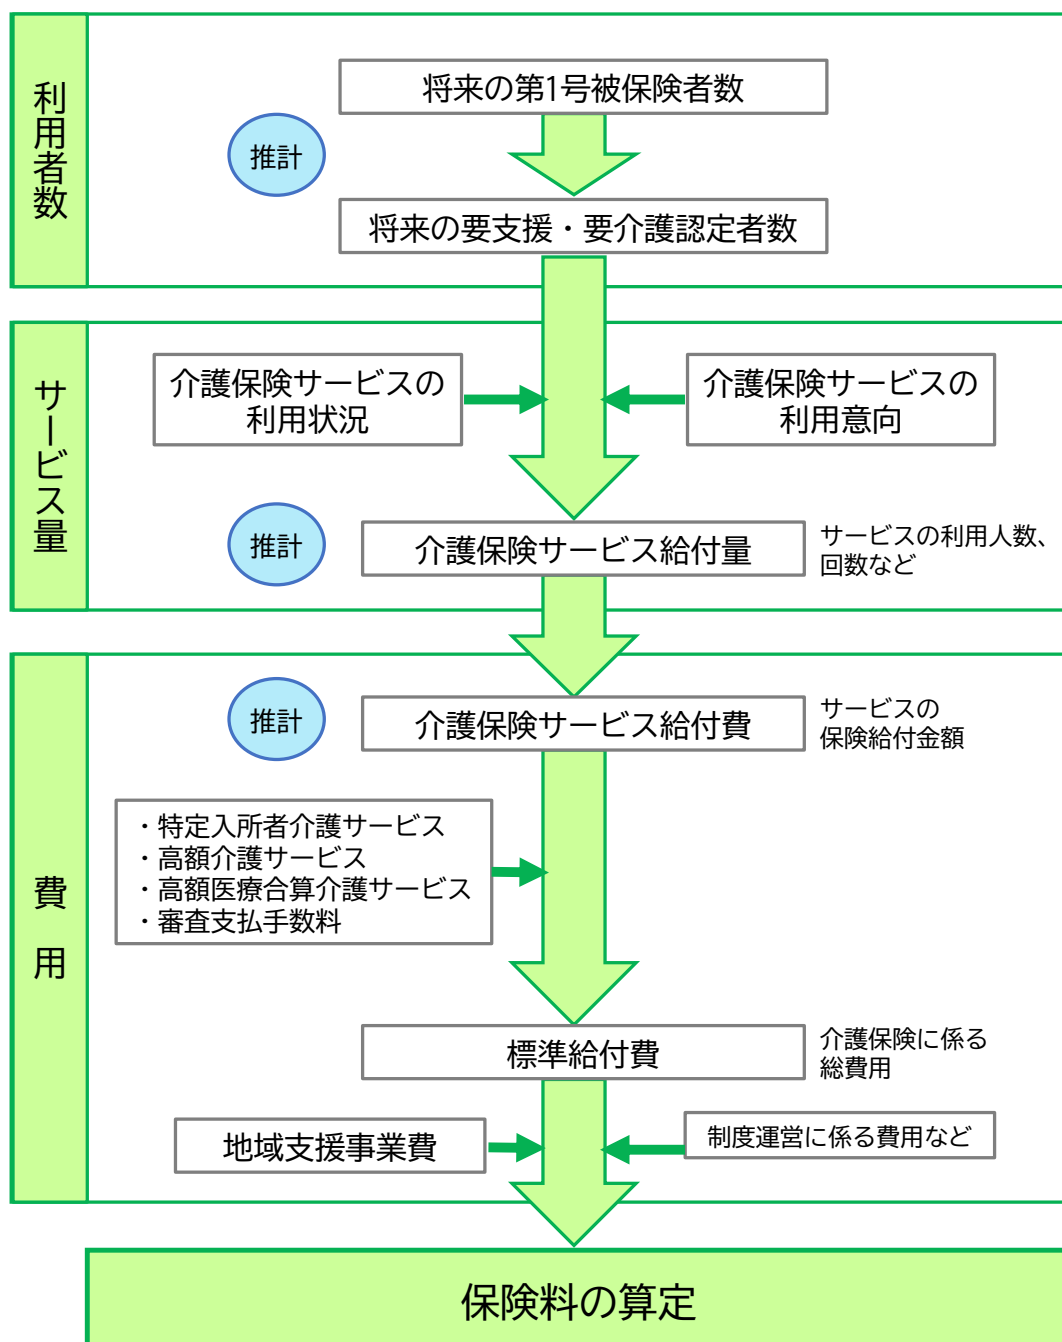 利用者数
将来の第1号被保険者数
推計
将来の要支援・要介護認定者数
サービス量
介護保険サービスの
利用状況
介護保険サービスの
利用意向
推計
介護保険サービス給付量
サービスの利用人数、
回数など
費用
推計
介護保険サービス給付費
サービスの
保険給付金額
・特定入所者介護サービス
・高額介護サービス
・高額医療合算介護サービス
・審査支払手数料
標準給付費
介護保険に係る
総費用
地域支援事業費
制度運営に係る費用など
保険料の算定